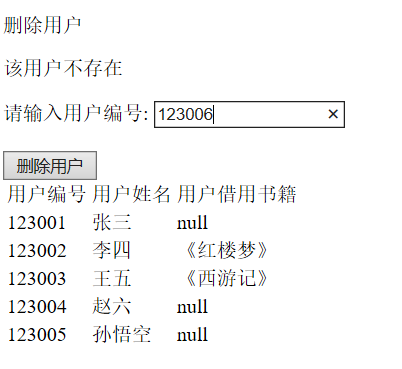 删除用户
该用户不存在
请输入用户编号: 123006 ×
删除用户
用户编号 用户姓名 用户借用书籍
123001 张三 null
123002 李四 《红楼梦》
123003 王五 《西游记》
123004 赵六 null
123005 孙悟空 null